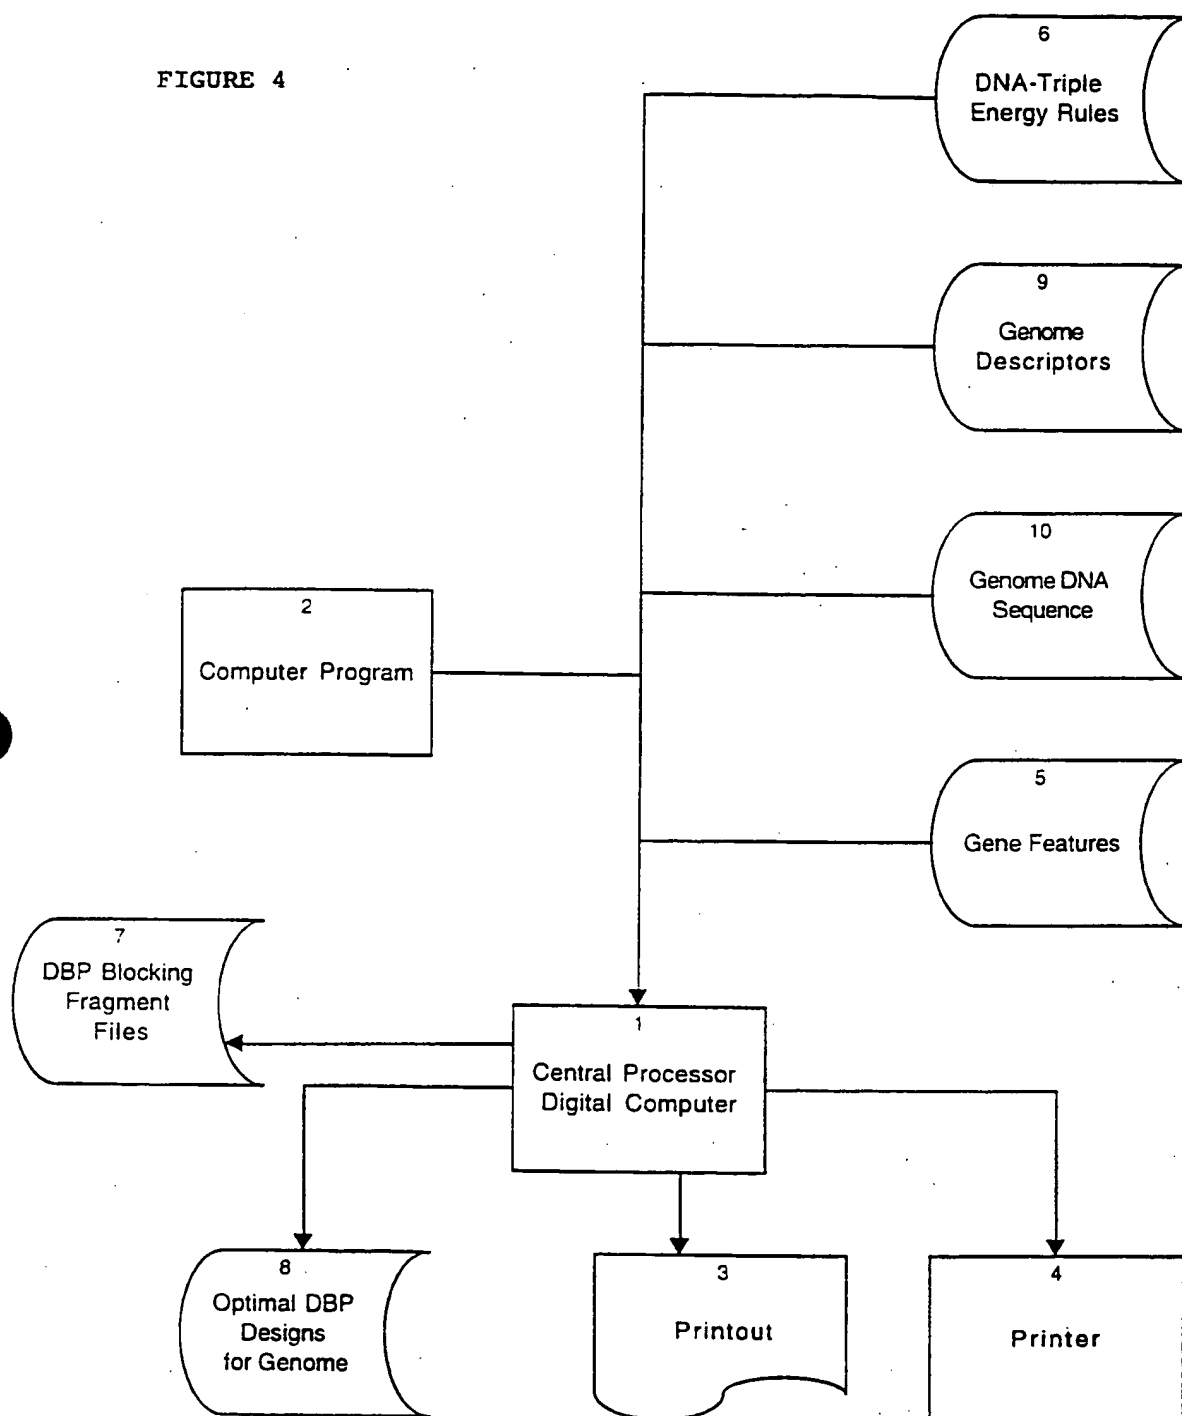 FIGURE 4
6
DNA-Triple
Energy Rules
9
Genome
Descriptors
10
Genome DNA
Sequence
2
Computer Program
5
Gene Features
7
DBP Blocking
Fragment
Files
1
Central Processor
Digital Computer
8
Optimal DBP
Designs
for Genome
3
Printout
4
Printer